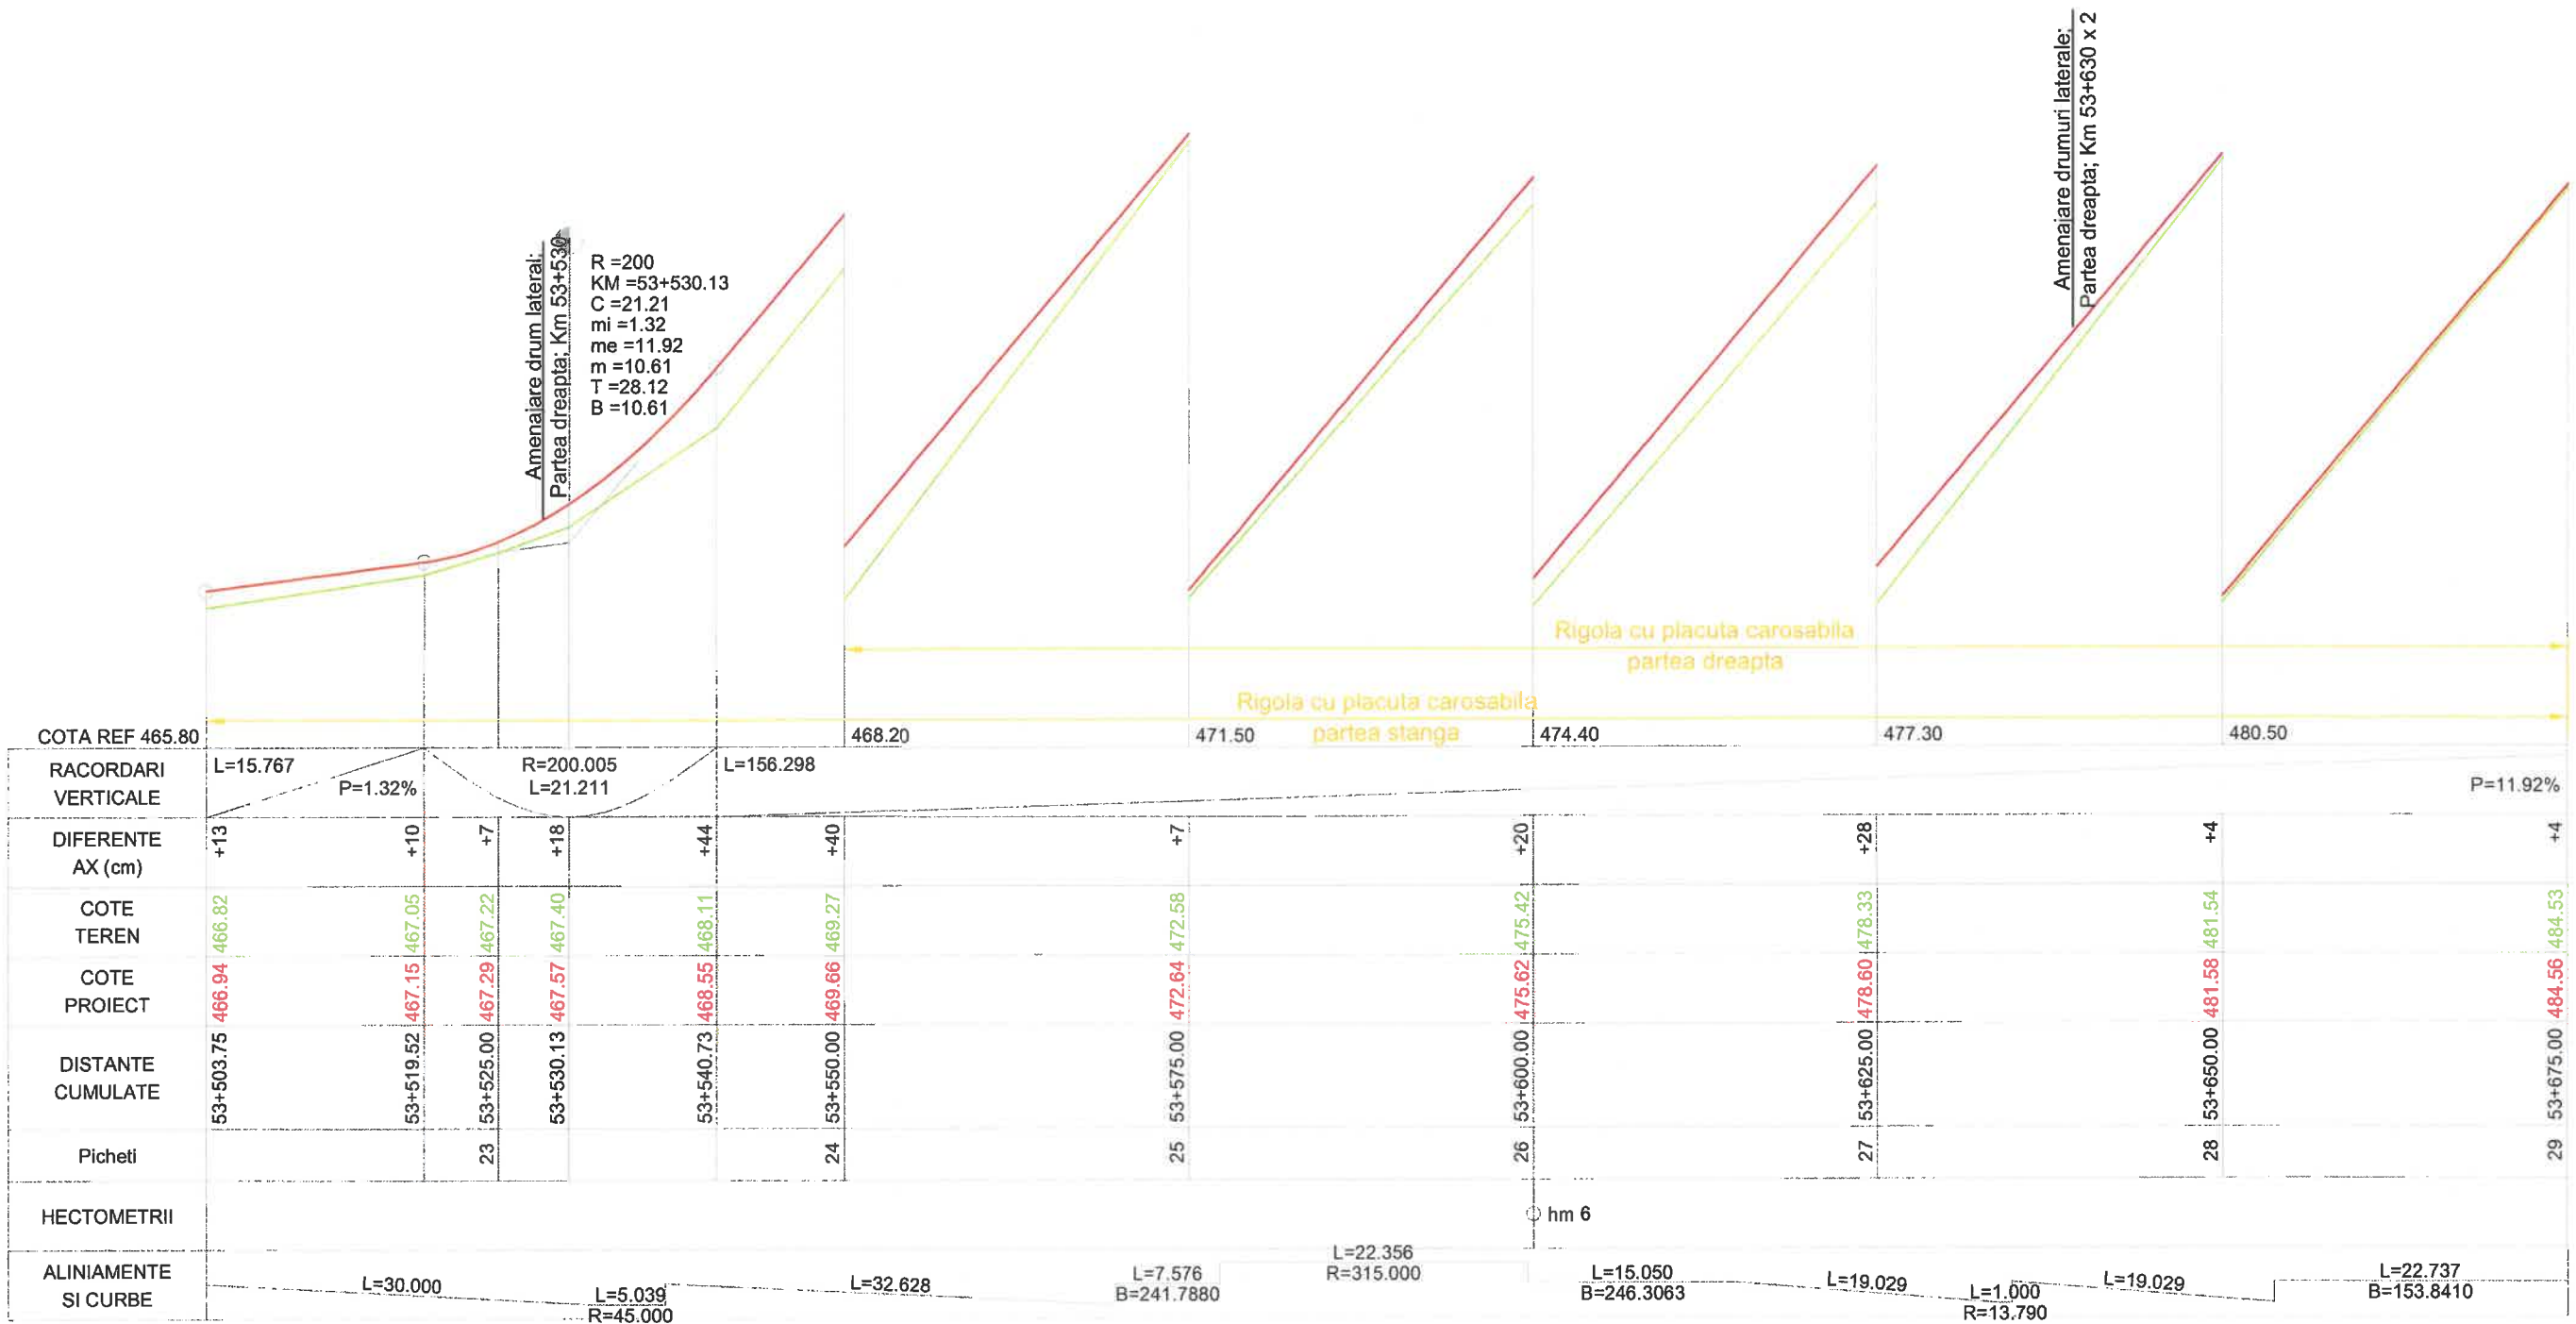 Amenajare drum lateral:
Partea dreapta; Km 53+530
R =200
KM =53+530.13
C =21.21
mi =1.32
me =11.92
m =10.61
T =28.12
B =10.61
Amenajare drumuri laterale:
Partea dreapta; Km 53+630 x 2
Rigola cu placuta carosabila
partea dreapta
Rigola cu placuta carosabila
partea stanga
COTA REF 465.80
468.20
471.50
474.40
477.30
480.50
RACORDARI
VERTICALE
L=15.767
P=1.32%
R=200.005
L=21.211
L=156.298
P=11.92%
DIFERENTE
AX (cm)
+13
+10
+7
+18
+44
+40
+7
+20
+28
+4
+4
COTE
TEREN
466.82
467.05
467.22
467.40
468.11
469.27
472.58
475.42
478.33
481.54
484.53
COTE
PROIECT
466.94
467.15
467.29
467.57
468.55
469.66
472.64
475.62
478.60
481.58
484.56
DISTANTE
CUMULATE
53+503.75
53+519.52
53+525.00
53+530.13
53+540.73
53+550.00
53+575.00
53+600.00
53+625.00
53+650.00
53+675.00
Picheti
23
24
25
26
27
28
29
HECTOMETRII
hm 6
ALINIAMENTE
SI CURBE
L=30.000
L=5.039
R=45.000
L=32.628
L=7.576
B=241.7880
L=22.356
R=315.000
L=15.050
B=246.3063
L=19.029
L=1.000
R=13.790
L=19.029
L=22.737
B=153.8410